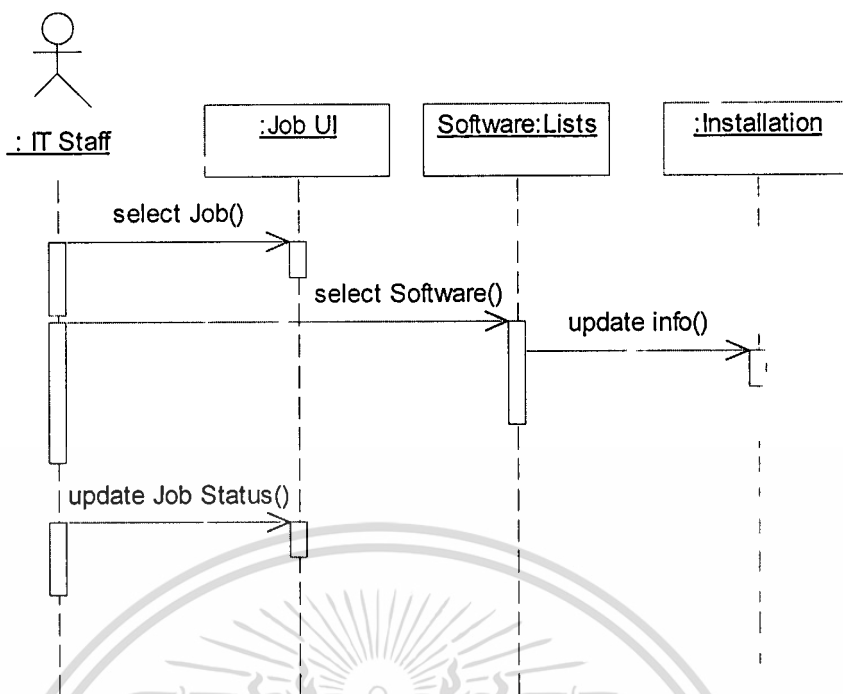 : IT Staff
:Job UI
Software:Lists
:Installation
select Job()
select Software()
update info()
update Job Status()